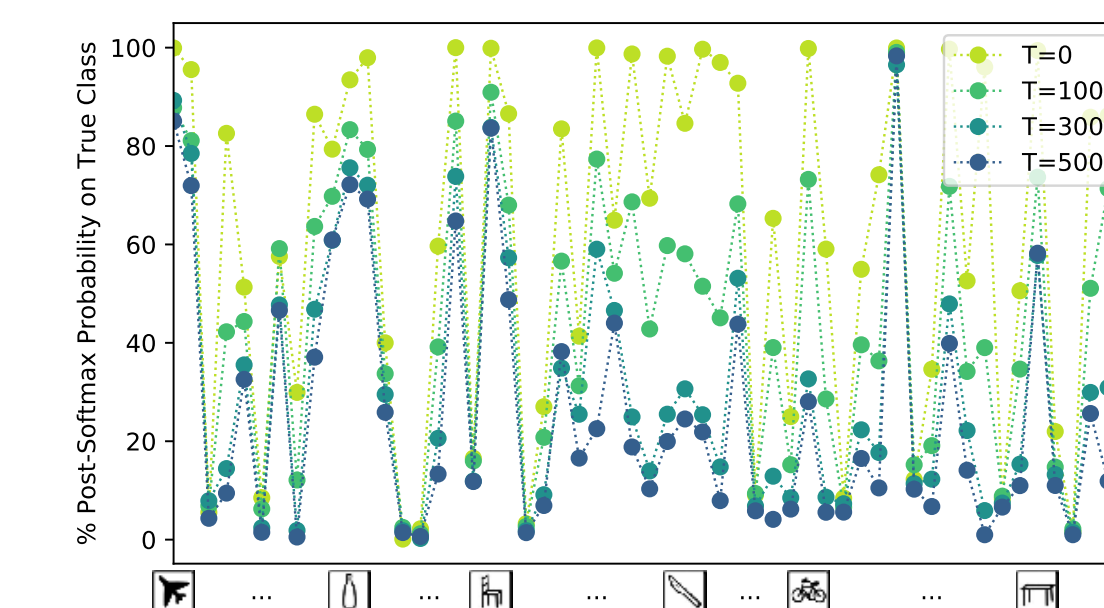 % Post-Softmax Probability on True Class
100
80
60
40
20
0
T=0
T=100
T=300
T=500
... ... ... ... ...